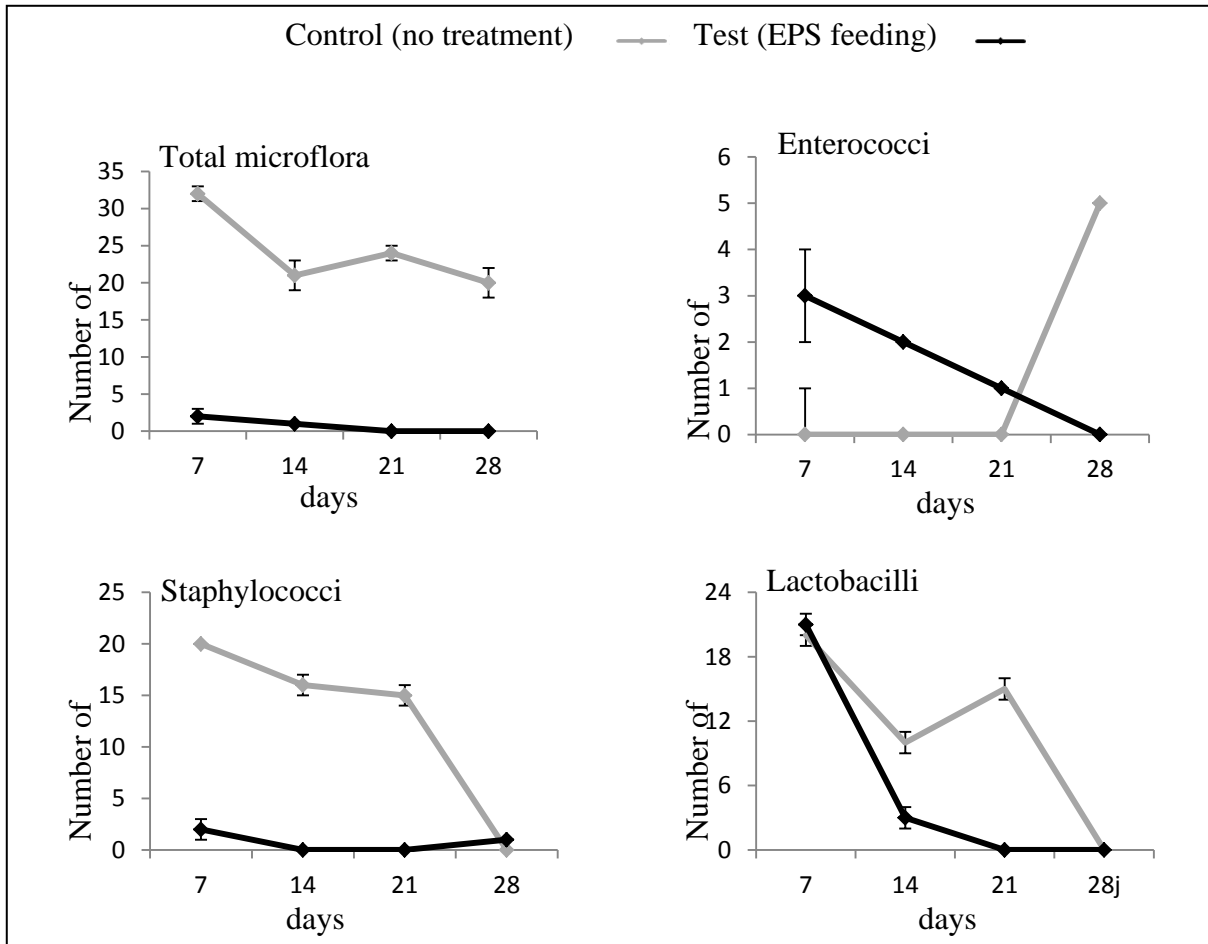 Control (no treatment) Test (EPS feeding)
Total microflora
35
30
25
20
15
10
5
0
Number of
7 14 21 28
days
Enterococci
6
5
4
3
2
1
0
Number of
7 14 21 28
days
Staphylococci
25
20
15
10
5
0
Number of
7 14 21 28
days
Lactobacilli
24
18
12
6
0
Number of
7 14 21 28j
days